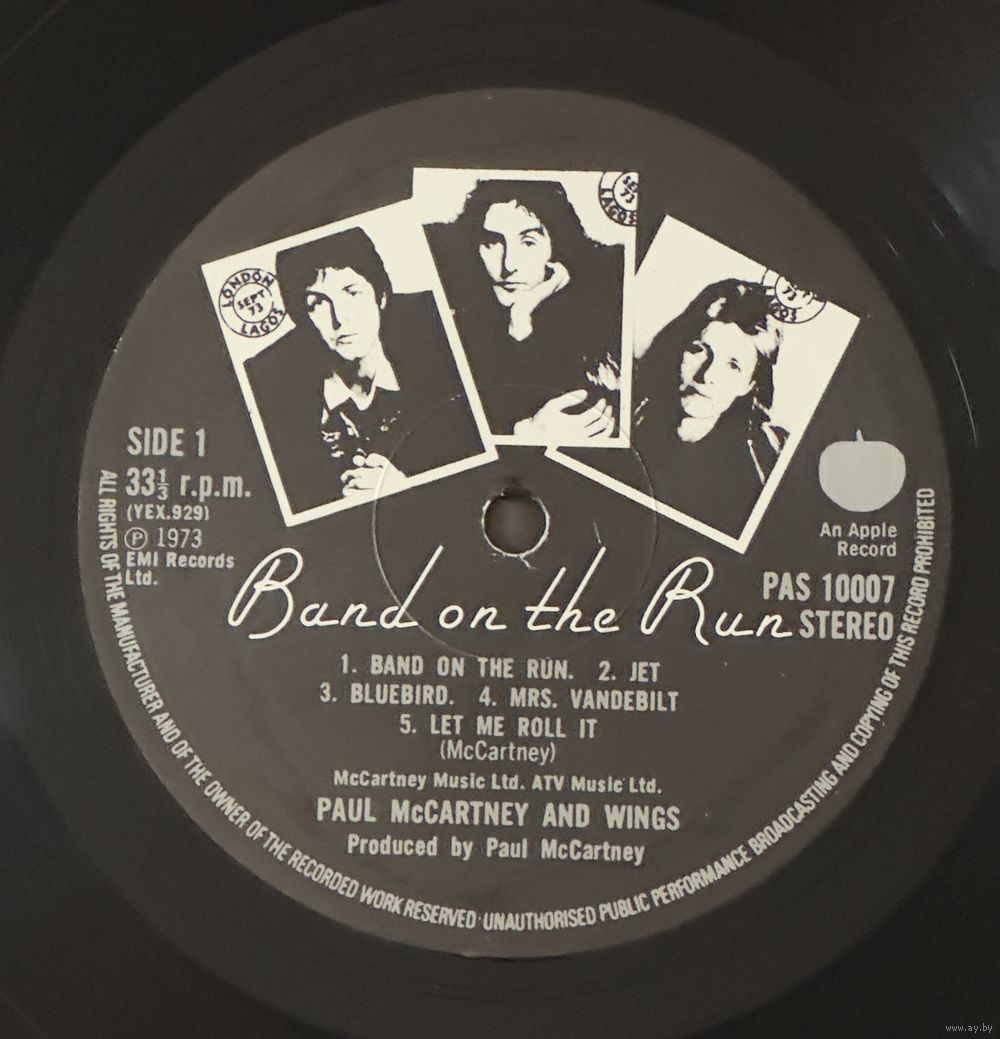 LONDON
SEPT
73
LAGOS
SEPT
73
LAGOS
73
SIDE 1
33⅓ r.p.m.
(YEX.929)
Ⓟ 1973
EMI Records
Ltd.
An Apple
Record
PAS 10007
STEREO
Band on the Run
1. BAND ON THE RUN. 2. JET
3. BLUEBIRD. 4. MRS. VANDEBILT
5. LET ME ROLL IT
(McCartney)
McCartney Music Ltd. ATV Music Ltd.
PAUL McCARTNEY AND WINGS
Produced by Paul McCartney
ALL RIGHTS OF THE MANUFACTURER AND OF THE OWNER OF THE RECORDED WORK RESERVED · UNAUTHORISED PUBLIC PERFORMANCE BROADCASTING AND COPYING OF THIS RECORD PROHIBITED
www.ay.by